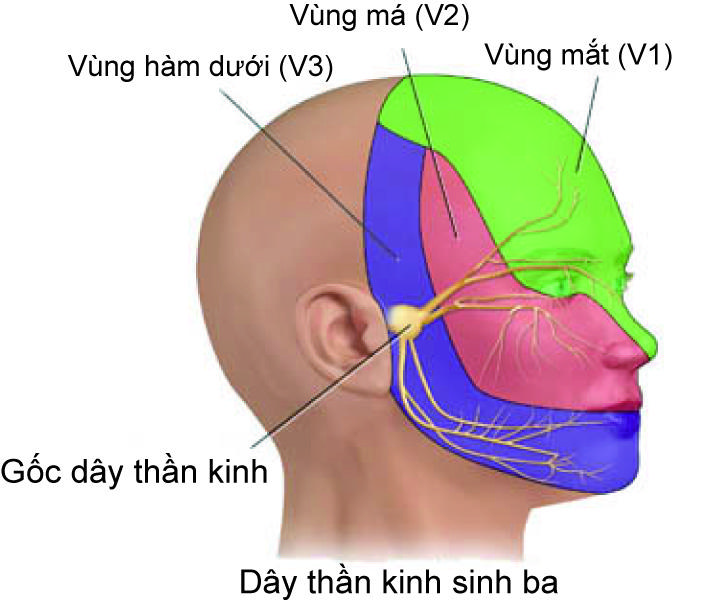 Vùng má (V2)
Vùng mắt (V1)
Vùng hàm dưới (V3)
Gốc dây thần kinh
Dây thần kinh sinh ba